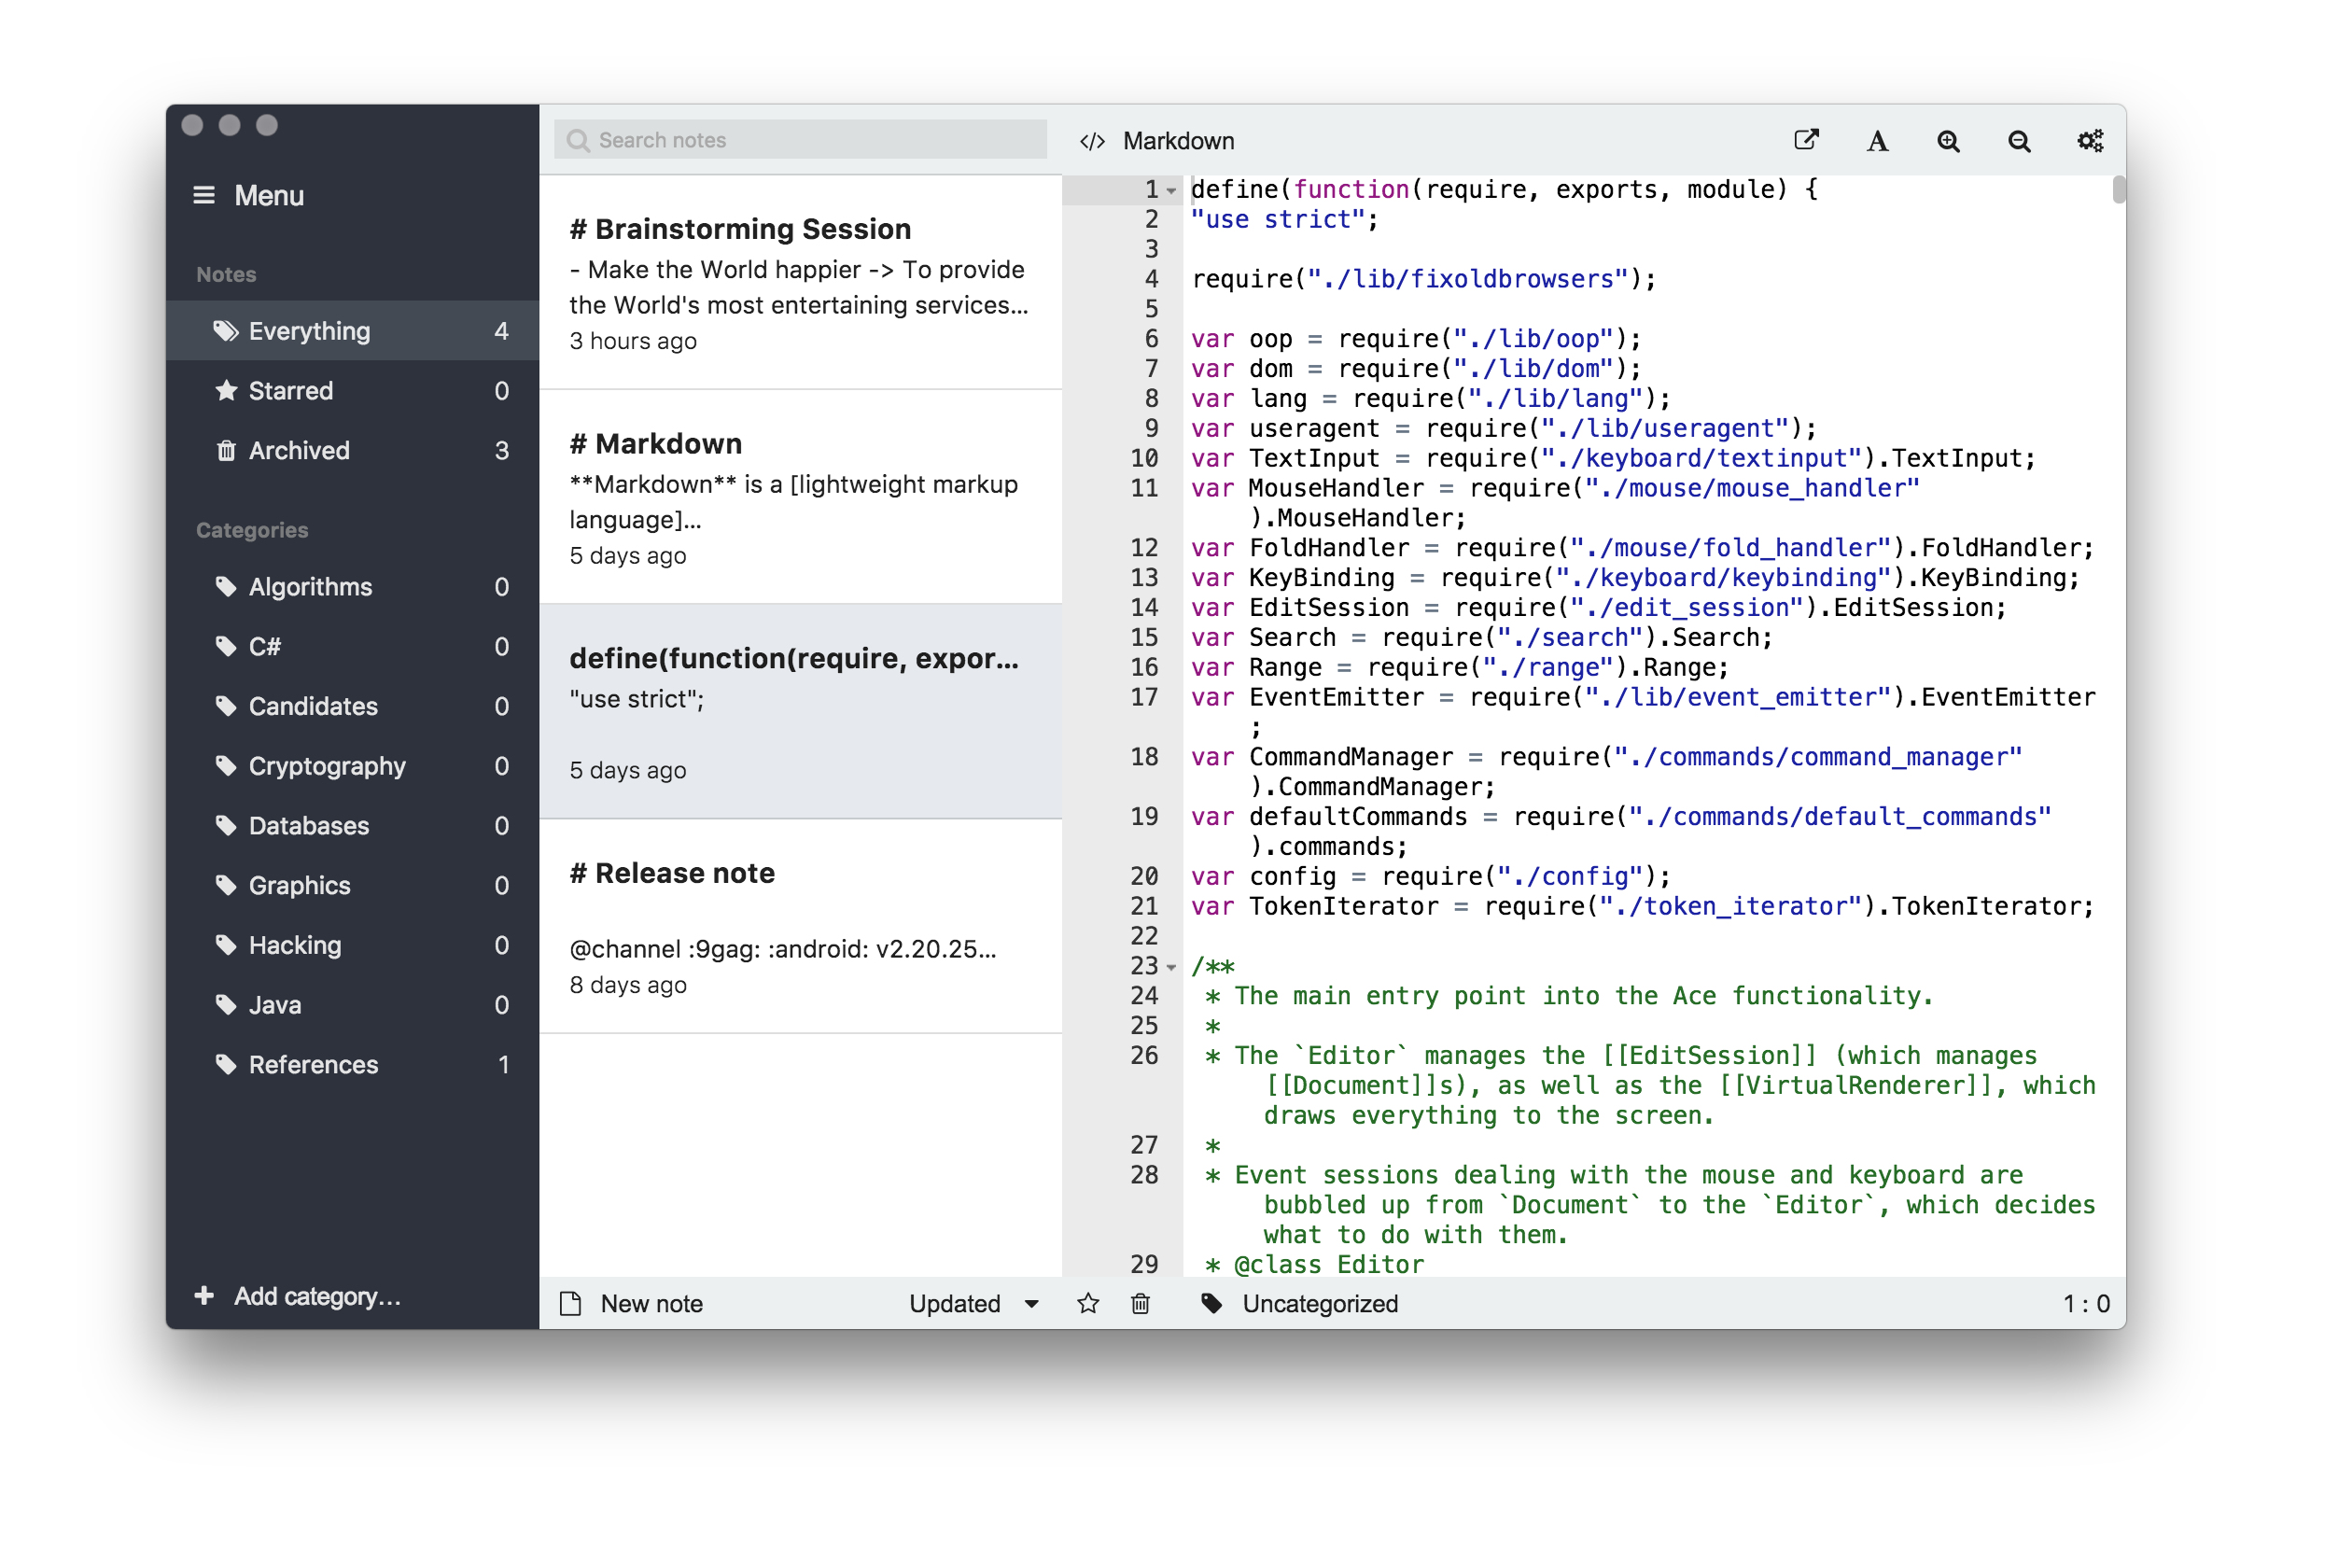 Menu
Notes
Everything 4
Starred 0
Archived 3
Categories
Algorithms 0
C# 0
Candidates 0
Cryptography 0
Databases 0
Graphics 0
Hacking 0
Java 0
References 1
Add category...
Search notes
# Brainstorming Session
- Make the World happier -> To provide
the World's most entertaining services...
3 hours ago
# Markdown
**Markdown** is a [lightweight markup
language]...
5 days ago
define(function(require, expor...
"use strict";
5 days ago
# Release note
@channel :9gag: :android: v2.20.25...
8 days ago
New note
Updated
</> Markdown
A
1 define(function(require, exports, module) {
2 "use strict";
3
4 require("./lib/fixoldbrowsers");
5
6 var oop = require("./lib/oop");
7 var dom = require("./lib/dom");
8 var lang = require("./lib/lang");
9 var useragent = require("./lib/useragent");
10 var TextInput = require("./keyboard/textinput").TextInput;
11 var MouseHandler = require("./mouse/mouse_handler"
).MouseHandler;
12 var FoldHandler = require("./mouse/fold_handler").FoldHandler;
13 var KeyBinding = require("./keyboard/keybinding").KeyBinding;
14 var EditSession = require("./edit_session").EditSession;
15 var Search = require("./search").Search;
16 var Range = require("./range").Range;
17 var EventEmitter = require("./lib/event_emitter").EventEmitter
;
18 var CommandManager = require("./commands/command_manager"
).CommandManager;
19 var defaultCommands = require("./commands/default_commands"
).commands;
20 var config = require("./config");
21 var TokenIterator = require("./token_iterator").TokenIterator;
22
23 /**
24 * The main entry point into the Ace functionality.
25 *
26 * The `Editor` manages the [[EditSession]] (which manages
[[Document]]s), as well as the [[VirtualRenderer]], which
draws everything to the screen.
27 *
28 * Event sessions dealing with the mouse and keyboard are
bubbled up from `Document` to the `Editor`, which decides
what to do with them.
29 * @class Editor
Uncategorized
1 : 0